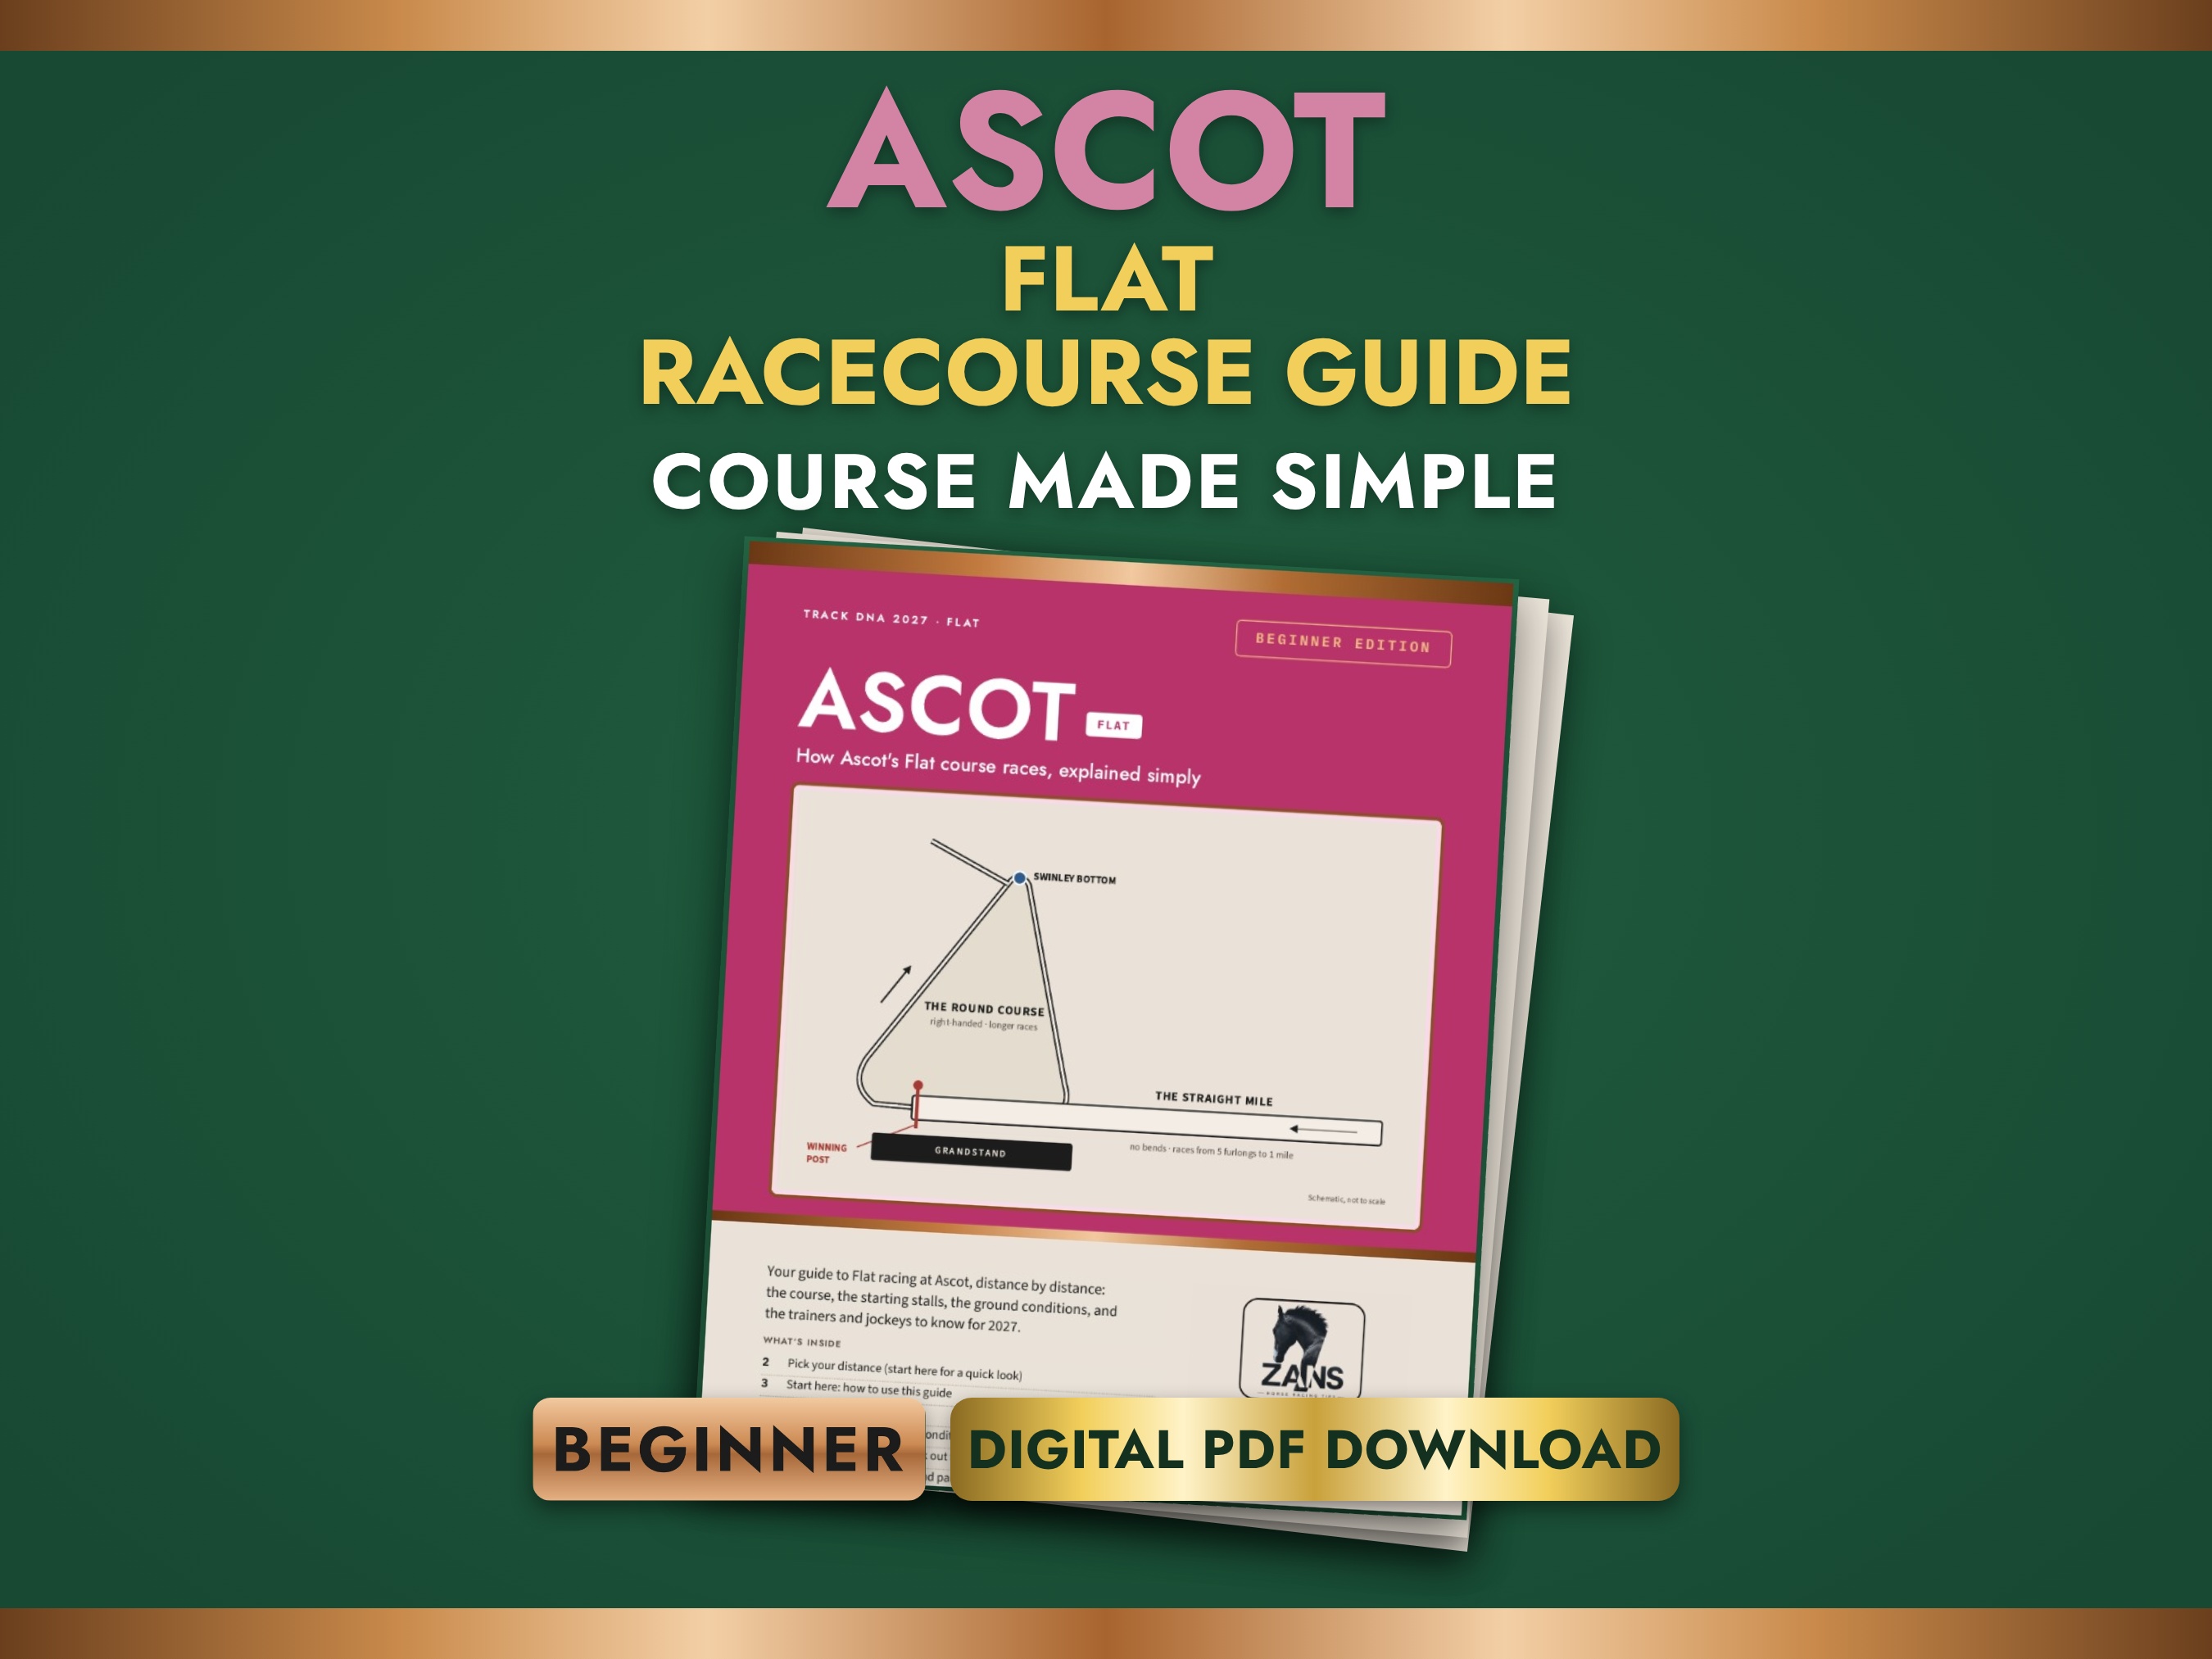 ASCOT
FLAT
RACECOURSE GUIDE
COURSE MADE SIMPLE
TRACK DNA 2027 · FLAT
BEGINNER EDITION
ASCOT FLAT
How Ascot's Flat course races, explained simply
SWINLEY BOTTOM
THE ROUND COURSE
right-handed · longer races
THE STRAIGHT MILE
no bends · races from 5 furlongs to 1 mile
WINNING
POST
GRANDSTAND
Schematic, not to scale
Your guide to Flat racing at Ascot, distance by distance:
the course, the starting stalls, the ground conditions, and
the trainers and jockeys to know for 2027.
WHAT'S INSIDE
2 Pick your distance (start here for a quick look)
3 Start here: how to use this guide
ZANS
BEGINNER
DIGITAL PDF DOWNLOAD